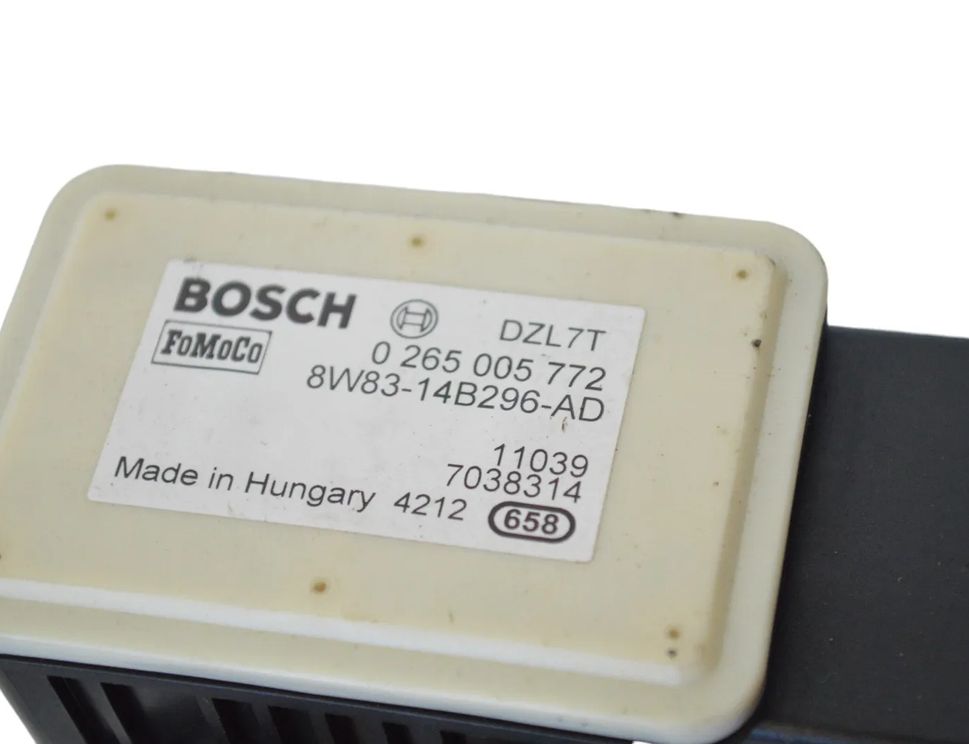 BOSCH DZL7T
FoMoCo 0 265 005 772
8W83-14B296-AD
11039
7038314
Made in Hungary 4212 658